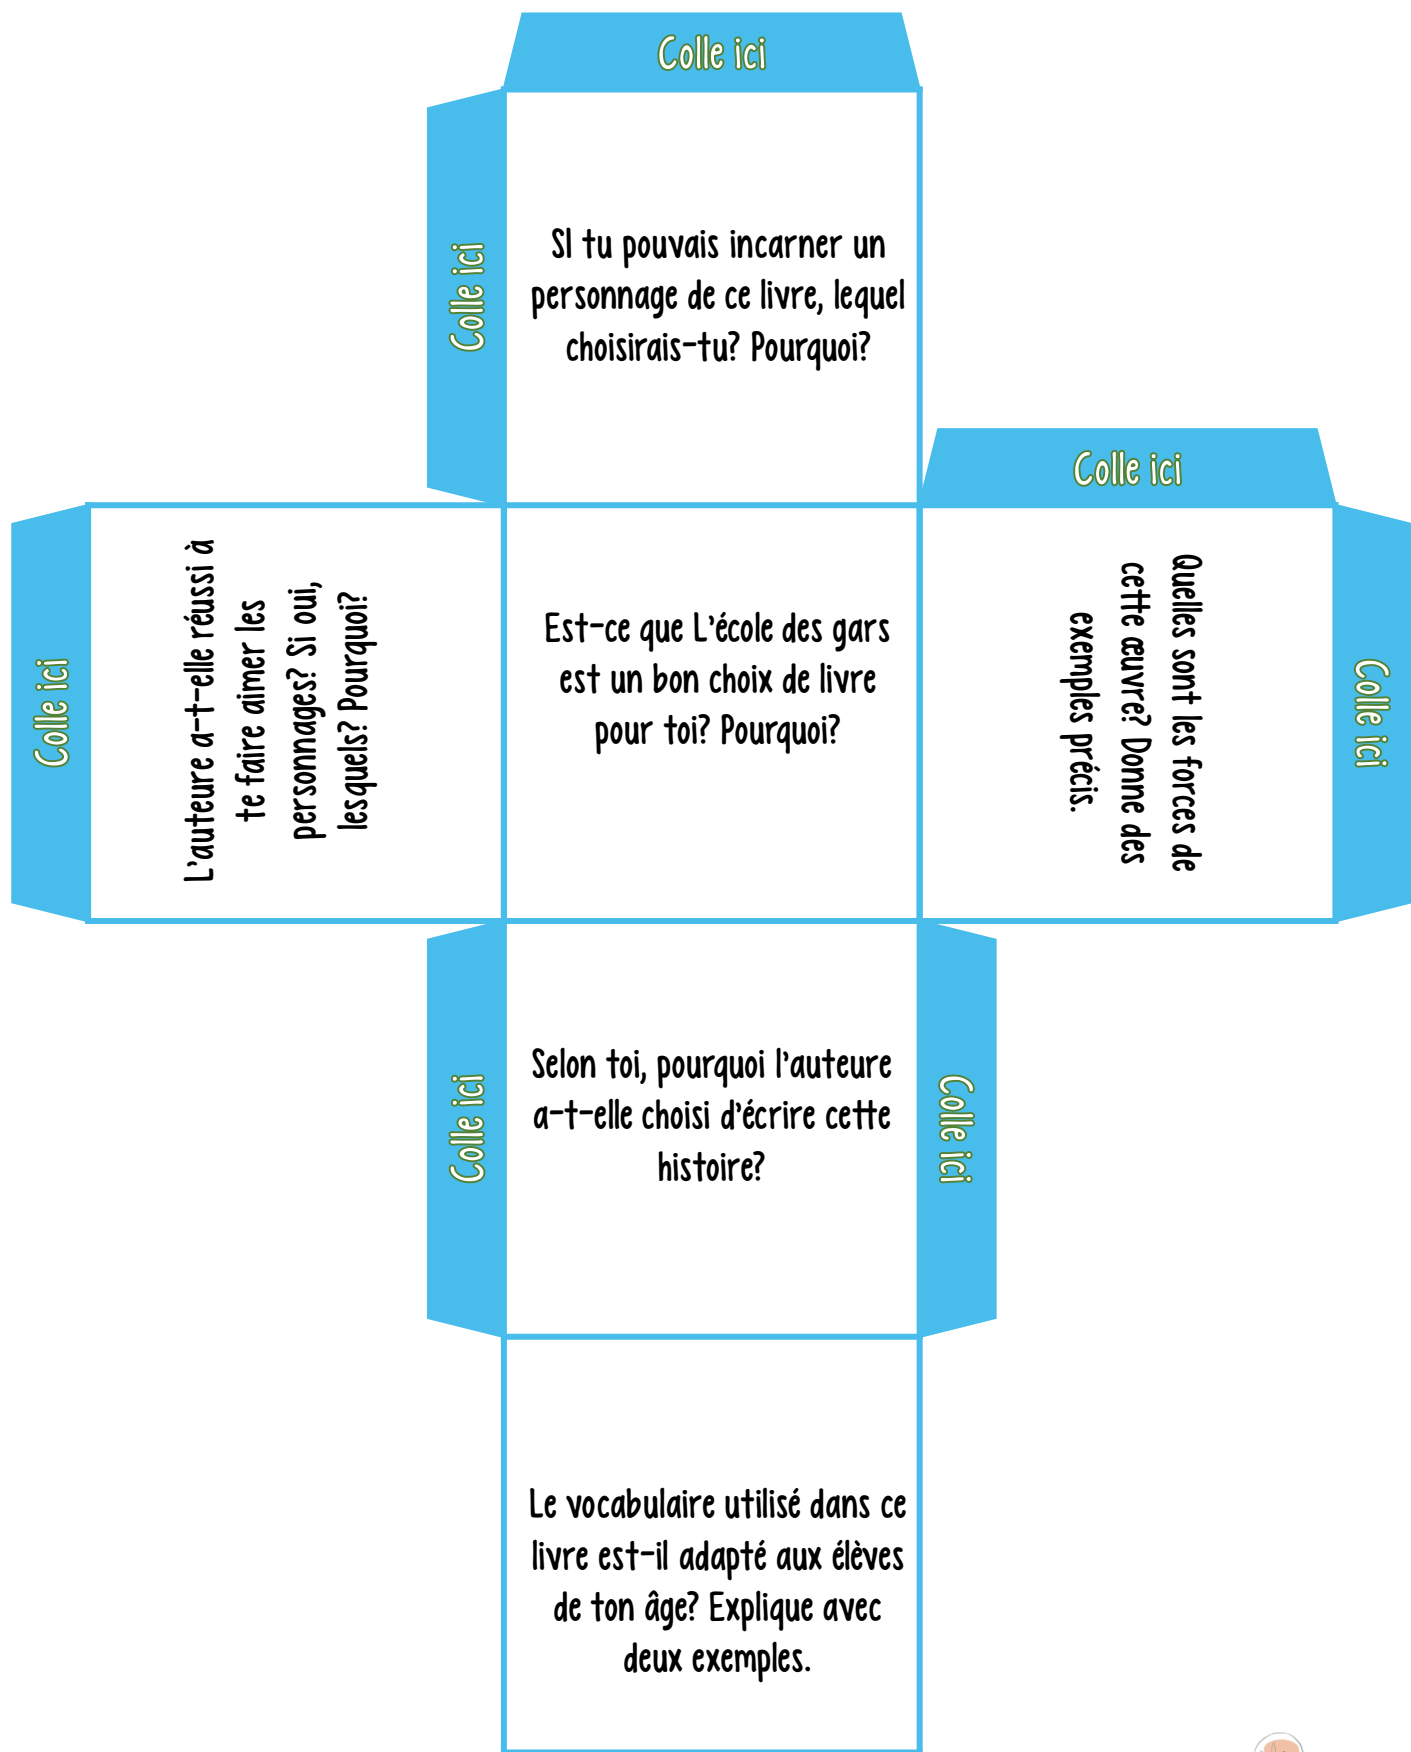 Colle ici
Colle ici
SI tu pouvais incarner un
personnage de ce livre, lequel
choisirais-tu? Pourquoi?
Colle ici
Colle ici
L'auteure a-t-elle réussi à
te faire aimer les
personnages? Si oui,
lesquels? Pourquoi?
Est-ce que L'école des gars
est un bon choix de livre
pour toi? Pourquoi?
Quelles sont les forces de
cette œuvre? Donne des
exemples précis.
Colle ici
Colle ici
Selon toi, pourquoi l'auteure
a-t-elle choisi d'écrire cette
histoire?
Colle ici
Le vocabulaire utilisé dans ce
livre est-il adapté aux élèves
de ton âge? Explique avec
deux exemples.